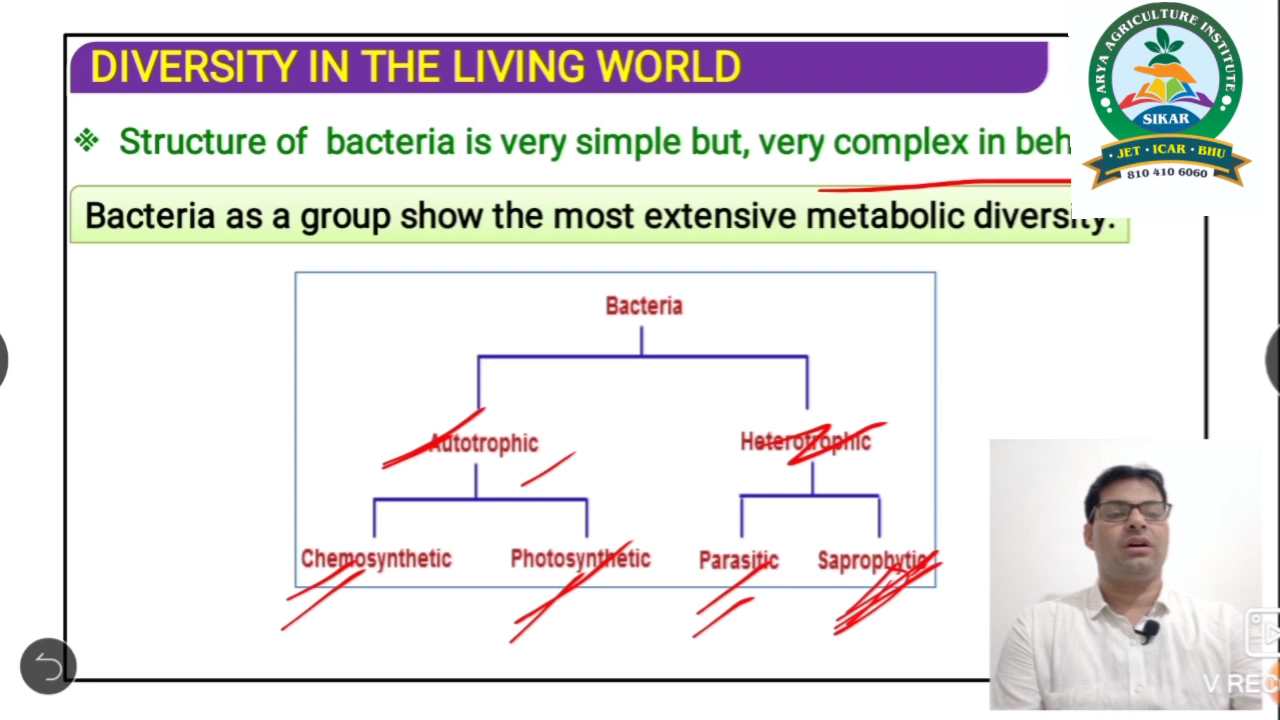 DIVERSITY IN THE LIVING WORLD
Structure of bacteria is very simple but, very complex in beh
Bacteria as a group show the most extensive metabolic diversity.
Bacteria
Autotrophic
Heterotrophic
Chemosynthetic
Photosynthetic
Parasitic
Saprophytic
ARYA AGRICULTURE INSTITUTE
SIKAR
• JET • ICAR • BHU
810 410 6060
V REC